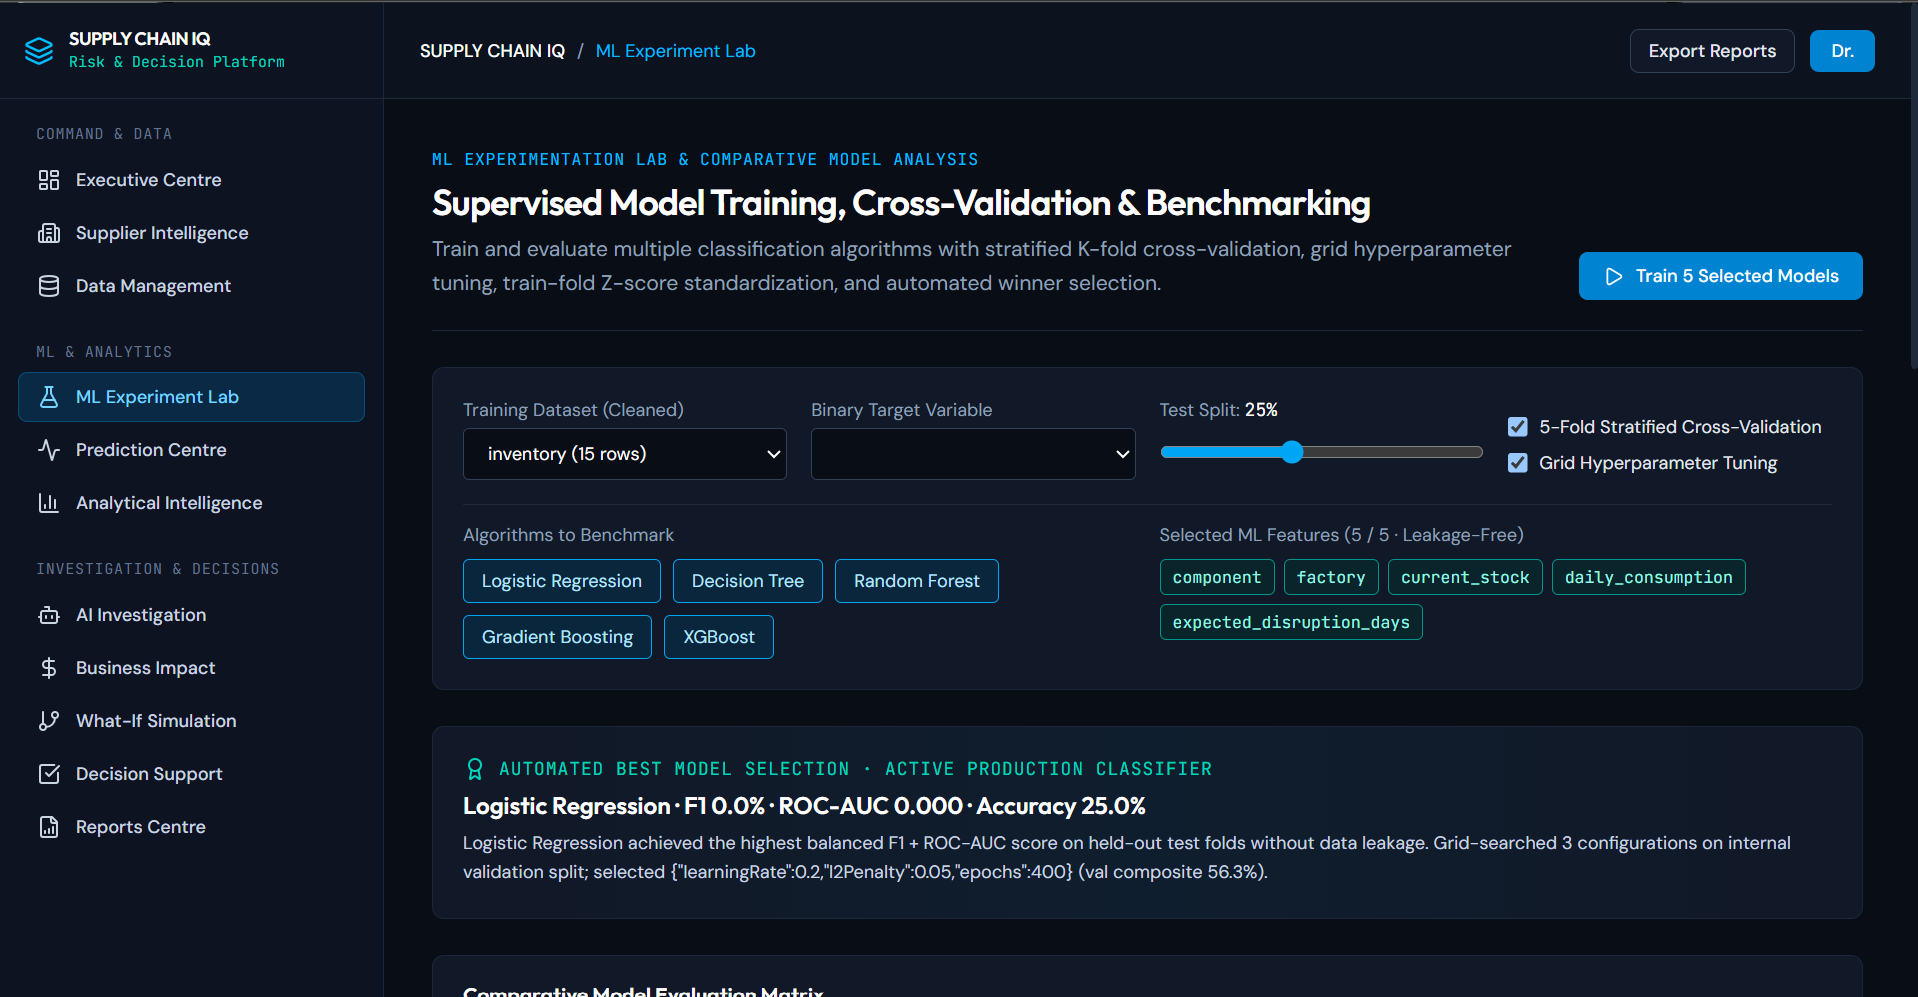 SUPPLY CHAIN IQ
Risk & Decision Platform
SUPPLY CHAIN IQ / ML Experiment Lab
Export Reports
Dr.
COMMAND & DATA
Executive Centre
Supplier Intelligence
Data Management
ML & ANALYTICS
ML Experiment Lab
Prediction Centre
Analytical Intelligence
INVESTIGATION & DECISIONS
AI Investigation
Business Impact
What-If Simulation
Decision Support
Reports Centre
ML EXPERIMENTATION LAB & COMPARATIVE MODEL ANALYSIS
Supervised Model Training, Cross-Validation & Benchmarking
Train and evaluate multiple classification algorithms with stratified K-fold cross-validation, grid hyperparameter
tuning, train-fold Z-score standardization, and automated winner selection.
Train 5 Selected Models
Training Dataset (Cleaned)
inventory (15 rows)
Binary Target Variable
Test Split: 25%
5-Fold Stratified Cross-Validation
Grid Hyperparameter Tuning
Algorithms to Benchmark
Logistic Regression
Decision Tree
Random Forest
Gradient Boosting
XGBoost
Selected ML Features (5 / 5 · Leakage-Free)
component
factory
current_stock
daily_consumption
expected_disruption_days
AUTOMATED BEST MODEL SELECTION · ACTIVE PRODUCTION CLASSIFIER
Logistic Regression · F1 0.0% · ROC-AUC 0.000 · Accuracy 25.0%
Logistic Regression achieved the highest balanced F1 + ROC-AUC score on held-out test folds without data leakage. Grid-searched 3 configurations on internal
validation split; selected {"learningRate":0.2,"l2Penalty":0.05,"epochs":400} (val composite 56.3%).
Comparative Model Evaluation Matrix